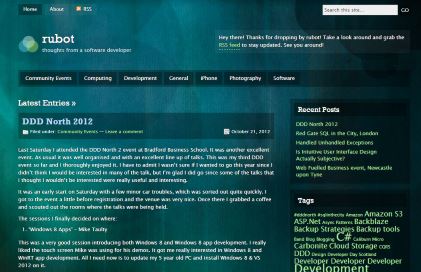 Home About RSS
Search this site... GO
rubot
thoughts from a software developer
Hey there! Thanks for dropping by rubot! Take a look around and grab the
RSS feed to stay updated. See you around!
Community Events Computing Development General iPhone Photography Software
Latest Entries »
DDD North 2012
Filed under: Community Events — Leave a comment
October 21, 2012
Last Saturday I attended the DDD North 2 event at Bradford Business School. It was another excellent
event. As usual it was well organised and with an excellent line up of talks. This was my third DDD
event so far and I thoroughly enjoyed it. I have to admit I wasn't sure if I wanted to go this year since I
didn't think I would be interested in many of the talk, but I'm glad I did go since some of the talks that
I thought I wouldn't be interested were really useful and interesting.
It was an early start on Saturday with a few minor car troubles, which was sorted out quickly. I
got to the event a little before registration and the venue was very nice. Once there I grabbed a
coffee and scouted out the rooms where the talks were being held.
The sessions I finally decided on where:
1. "Windows 8 Apps" – Mike Taulty
This was a very good session introducing both Windows 8 and Windows 8 app development. I really
liked the touch screen Mike was using for his demos. It got me really interested in Windows 8 and
WinRT app development. All I need now is to update my 5 year old PC and install Windows 8 & VS
2012 on it.
Recent Posts
DDD North 2012
Red Gate SQL in the City, London
Handled Unhandled Exceptions
Is Intuitive User Interface Design
Actually Subjective?
Web Fuelled Business event, Newcastle
upon Tyne
Tags
Amazon Amazon S3
ASP.Net Async Patterns Backblaze
Backup Strategies Backup tools
Band Blog Blogging C# Caliburn Micro
Carbonite Cloud Storage
DDD Design Developer Day Scotland
Developer Developer Developer
Development